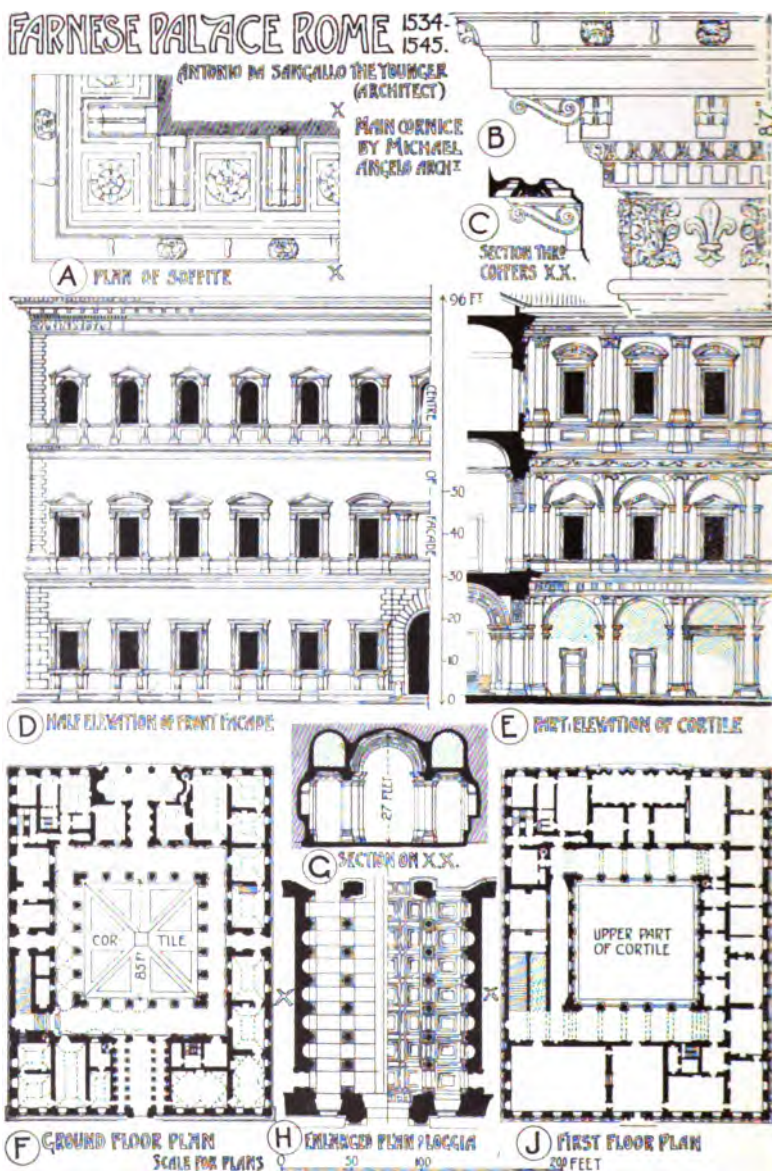 FARNESE PALACE ROME 1534-
1545.
ANTONIO DA SANGALLO THE YOUNGER
(ARCHITECT)
X
MAIN CORNICE
BY MICHAEL
ANGELO ARCHT
B
8' 7"
C
SECTION THRO
COFFERS X.X.
A PLAN OF SOFFITE
X
96 FT
CENTRE OF FACADE
50
40
30
20
10
0
D HALF ELEVATION OF FRONT FACADE
E PART ELEVATION OF CORTILE
27 FEET
G SECTION ON X.X.
COR TILE
85 FT
X
X
UPPER PART
OF CORTILE
F GROUND FLOOR PLAN
H ENLARGED PLAN LOGGIA
J FIRST FLOOR PLAN
SCALE FOR PLANS 0 50 100 200 FEET